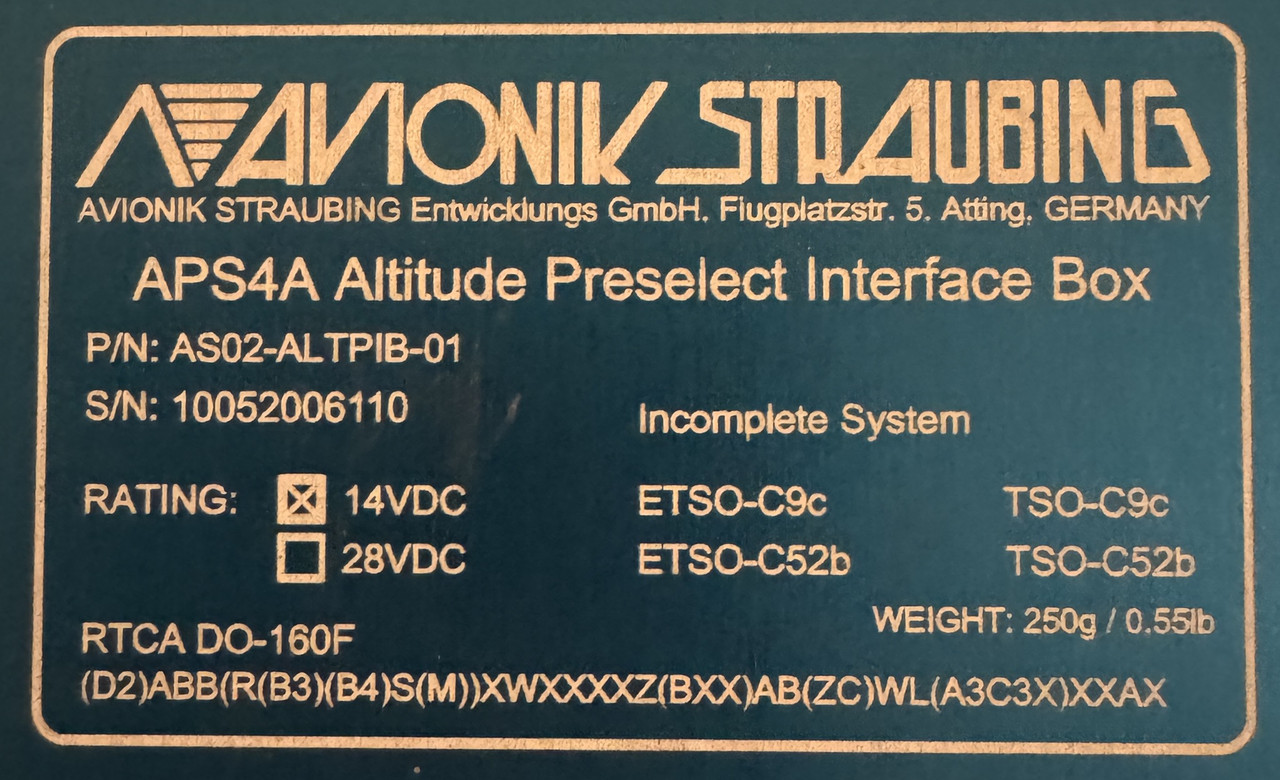 AVIONIK STRAUBING
AVIONIK STRAUBING Entwicklungs GmbH. Flugplatzstr. 5. Atting. GERMANY
APS4A Altitude Preselect Interface Box
P/N: AS02-ALTPIB-01
S/N: 10052006110
Incomplete System
RATING: ☒ 14VDC ETSO-C9c TSO-C9c
☐ 28VDC ETSO-C52b TSO-C52b
WEIGHT: 250g / 0.55lb
RTCA DO-160F
(D2)ABB(R(B3)(B4)S(M))XWXXXXZ(BXX)AB(ZC)WL(A3C3X)XXAX